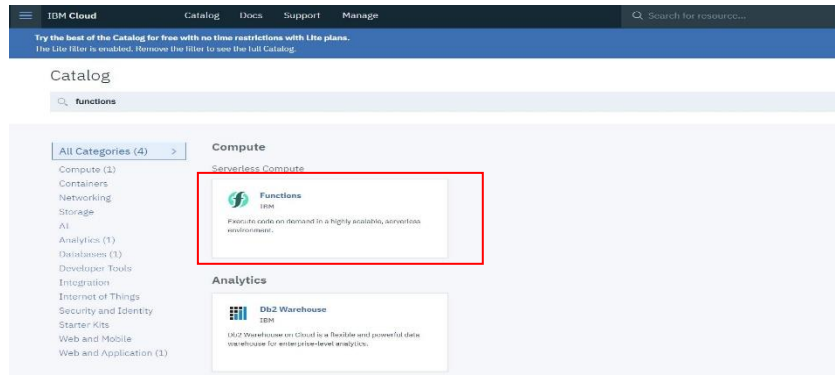 IBM Cloud Catalog Docs Support Manage Search for resource...
Try the best of the Catalog for free with no time restrictions with Lite plans.
The Lite filter is enabled. Remove the filter to see the full Catalog.
Catalog
functions
All Categories (4) >
Compute (1)
Containers
Networking
Storage
AI
Analytics (1)
Databases (1)
Developer Tools
Integration
Internet of Things
Security and Identity
Starter Kits
Web and Mobile
Web and Application (1)
Compute
Serverless Compute
Functions
IBM
Execute code on demand in a highly scalable, serverless
environment.
Analytics
Db2 Warehouse
IBM
Db2 Warehouse on Cloud is a flexible and powerful data
warehouse for enterprise-level analytics.